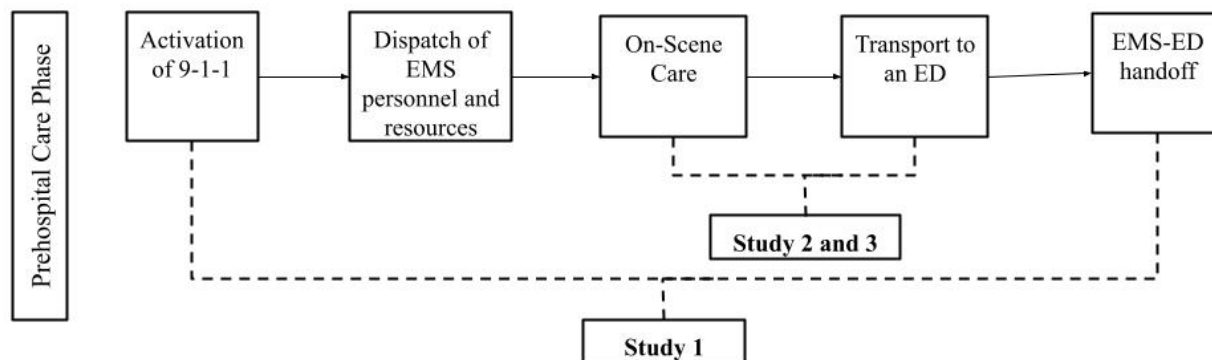 Prehospital Care Phase
Activation
of 9-1-1
Dispatch of
EMS
personnel and
resources
On-Scene
Care
Transport to
an ED
EMS-ED
handoff
Study 2 and 3
Study 1